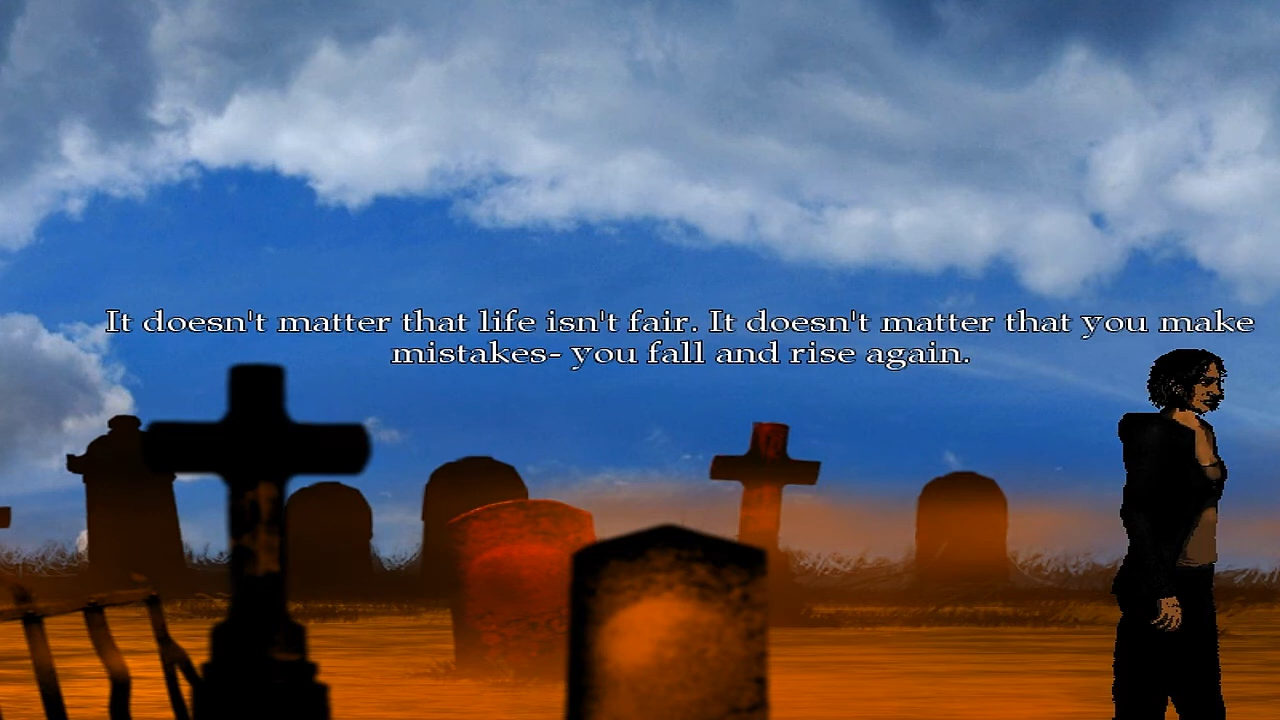 It doesn't matter that life isn't fair. It doesn't matter that you make
mistakes- you fall and rise again.